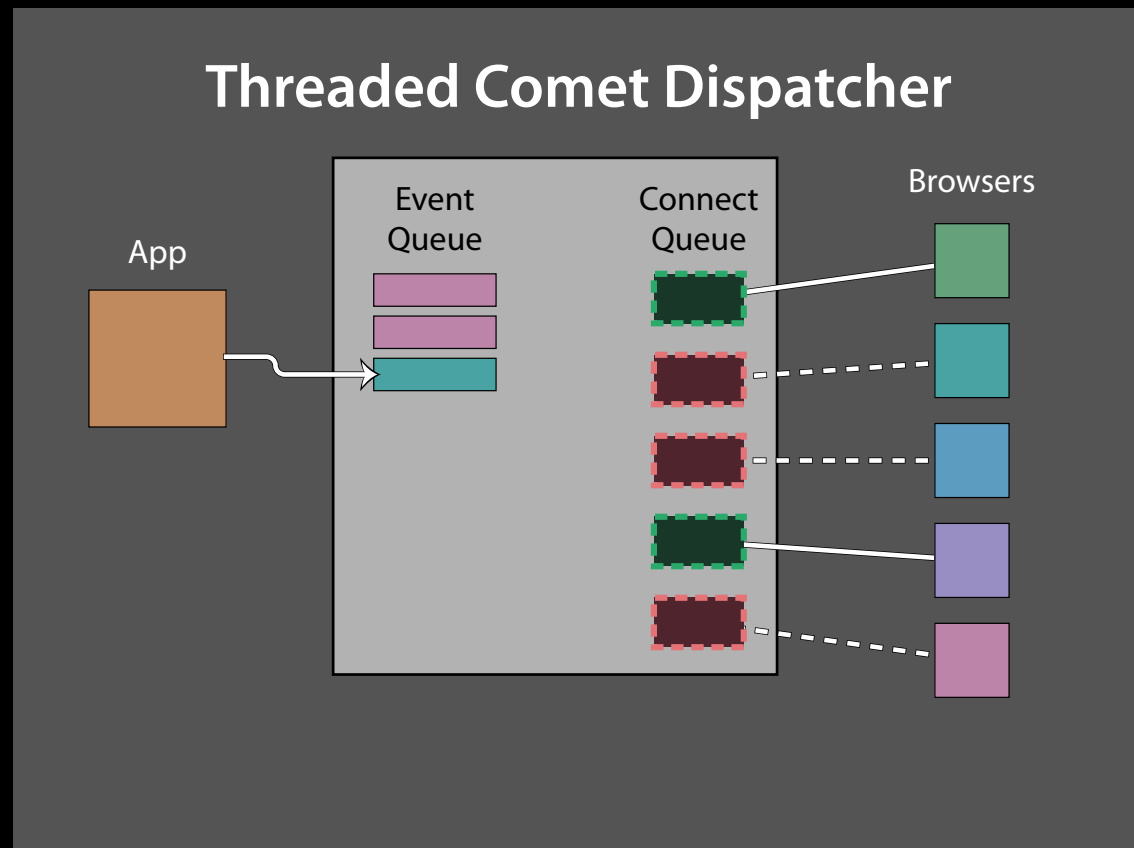 Threaded Comet Dispatcher
Browsers
Event
Queue
Connect
Queue
App